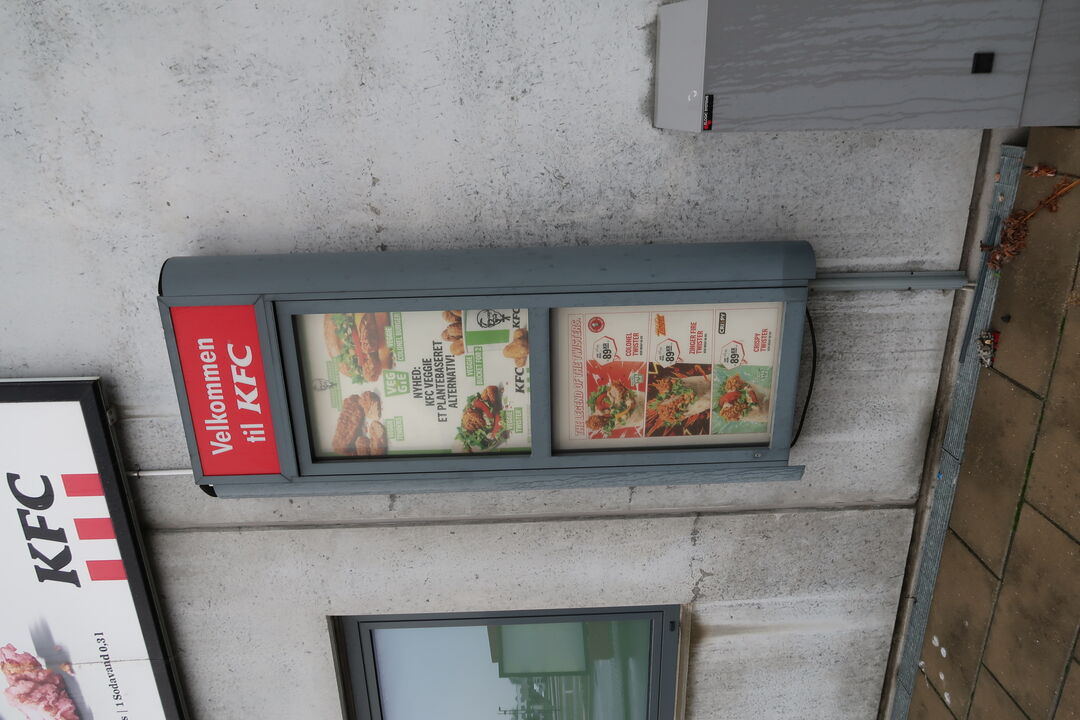 Velkommen
til KFC
VEG
GIE
NYHED:
KFC VEGGIE
ET PLANTEBASERET
ALTERNATIV!
KFC
KFC
THE LEGEND OF THE TWISTERS.
89
COLONEL
TWISTER
89
ZINGER FIRE
TWISTER
89
CRISPY
TWISTER
KFC
| 1 Sodavand 0,3 l